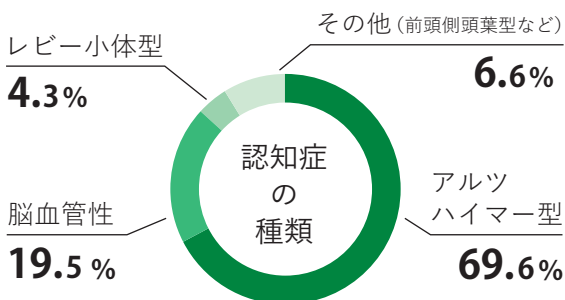 その他(前頭側頭葉型など)
6.6%
レビー小体型
4.3%
認知症
の
種類
アルツ
ハイマー型
69.6%
脳血管性
19.5 %